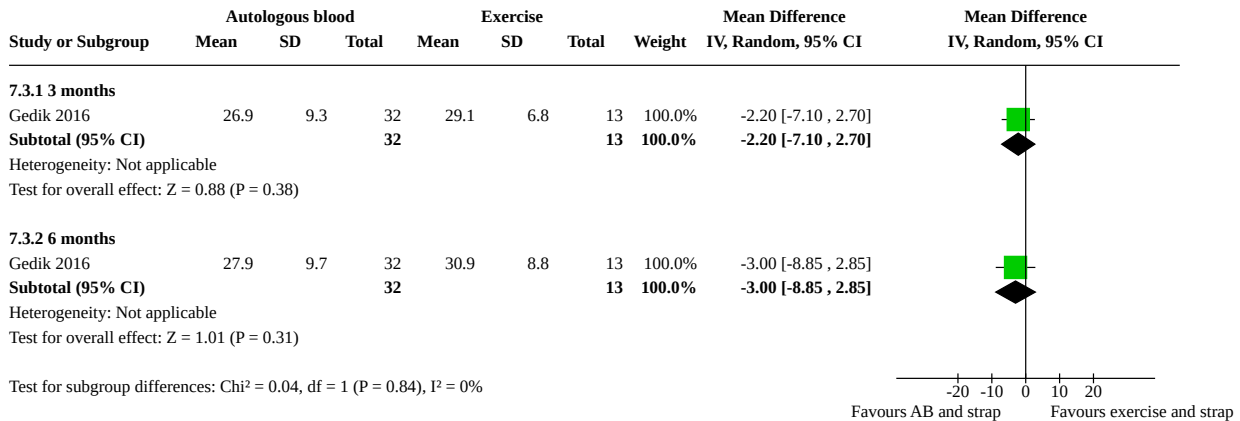 Autologous blood Exercise Mean Difference Mean Difference
Study or Subgroup Mean SD Total Mean SD Total Weight IV, Random, 95% CI IV, Random, 95% CI
7.3.1 3 months
Gedik 2016 26.9 9.3 32 29.1 6.8 13 100.0% -2.20 [-7.10 , 2.70]
Subtotal (95% CI) 32 13 100.0% -2.20 [-7.10 , 2.70]
Heterogeneity: Not applicable
Test for overall effect: Z = 0.88 (P = 0.38)
7.3.2 6 months
Gedik 2016 27.9 9.7 32 30.9 8.8 13 100.0% -3.00 [-8.85 , 2.85]
Subtotal (95% CI) 32 13 100.0% -3.00 [-8.85 , 2.85]
Heterogeneity: Not applicable
Test for overall effect: Z = 1.01 (P = 0.31)
Test for subgroup differences: Chi² = 0.04, df = 1 (P = 0.84), I² = 0%
-20 -10 0 10 20
Favours AB and strap Favours exercise and strap